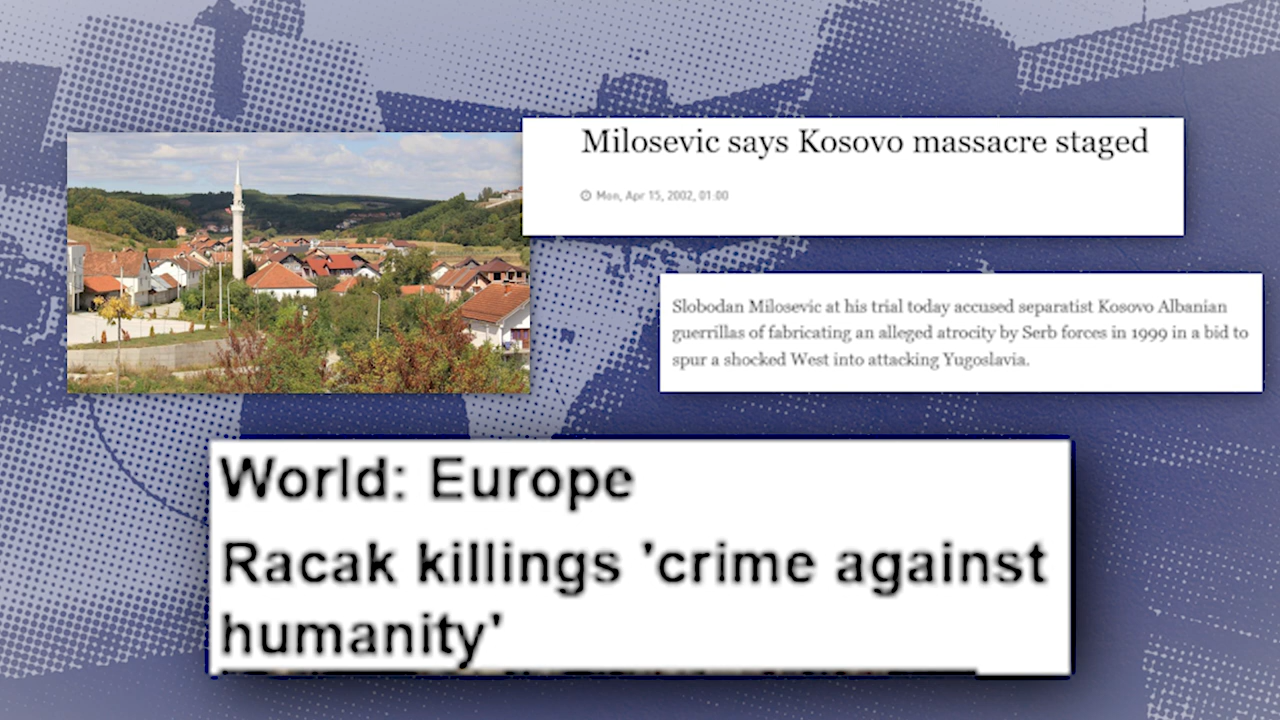 Milosevic says Kosovo massacre staged
Mon, Apr 15, 2002, 01:00
Slobodan Milosevic at his trial today accused separatist Kosovo Albanian
guerrillas of fabricating an alleged atrocity by Serb forces in 1999 in a bid to
spur a shocked West into attacking Yugoslavia.
World: Europe
Racak killings 'crime against
humanity'